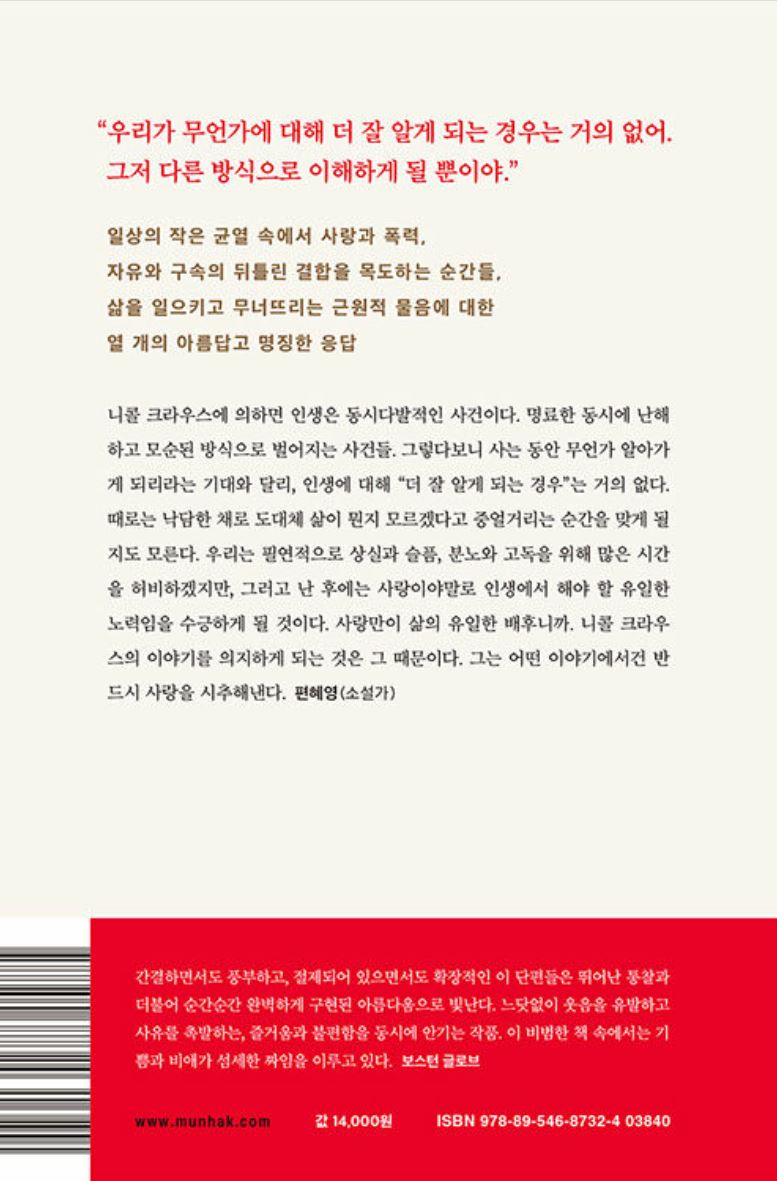 “우리가 무언가에 대해 더 잘 알게 되는 경우는 거의 없어.
그저 다른 방식으로 이해하게 될 뿐이야.”
일상의 작은 균열 속에서 사랑과 폭력,
자유와 구속의 뒤틀린 결합을 목도하는 순간들,
삶을 일으키고 무너뜨리는 근원적 물음에 대한
열 개의 아름답고 명징한 응답
니콜 크라우스에 의하면 인생은 동시다발적인 사건이다. 명료한 동시에 난해
하고 모순된 방식으로 벌어지는 사건들. 그렇다보니 사는 동안 무언가 알아가
게 되리라는 기대와 달리, 인생에 대해 “더 잘 알게 되는 경우”는 거의 없다.
때로는 낙담한 채로 도대체 삶이 뭔지 모르겠다고 중얼거리는 순간을 맞게 될
지도 모른다. 우리는 필연적으로 상실과 슬픔, 분노와 고독을 위해 많은 시간
을 허비하겠지만, 그러고 난 후에는 사랑이야말로 인생에서 해야 할 유일한
노력임을 수긍하게 될 것이다. 사랑만이 삶의 유일한 배후니까. 니콜 크라우
스의 이야기를 의지하게 되는 것은 그 때문이다. 그는 어떤 이야기에서건 반
드시 사랑을 시추해낸다. 편혜영(소설가)
간결하면서도 풍부하고, 절제되어 있으면서도 확장적인 이 단편들은 뛰어난 통찰과
더불어 순간순간 완벽하게 구현된 아름다움으로 빛난다. 느닷없이 웃음을 유발하고
사유를 촉발하는, 즐거움과 불편함을 동시에 안기는 작품. 이 비범한 책 속에서는 기
쁨과 비애가 섬세한 짜임을 이루고 있다. 보스턴 글로브
www.munhak.com 값 14,000원 ISBN 978-89-546-8732-4 03840